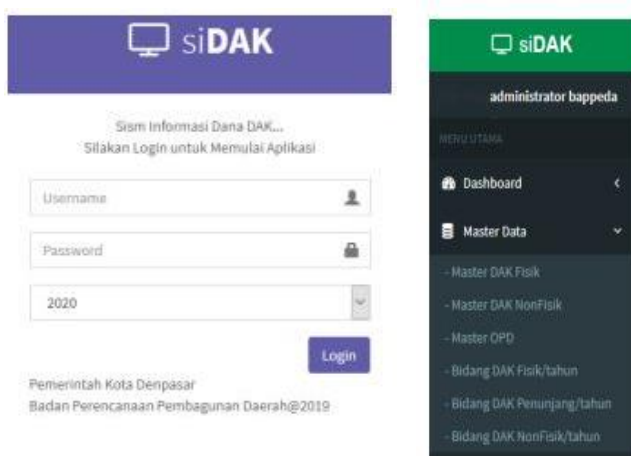 siDAK
Sism Informasi Dana DAK...
Silakan Login untuk Memulai Aplikasi
Username
Password
2020
Login
Pemerintah Kota Denpasar
Badan Perencanaan Pembagunan Daerah@2019
siDAK
administrator bappeda
MENU UTAMA
Dashboard
Master Data
- Master DAK Fisik
- Master DAK NonFisik
- Master OPD
- Bidang DAK Fisik/tahun
- Bidang DAK Penunjang/tahun
- Bidang DAK NonFisik/tahun